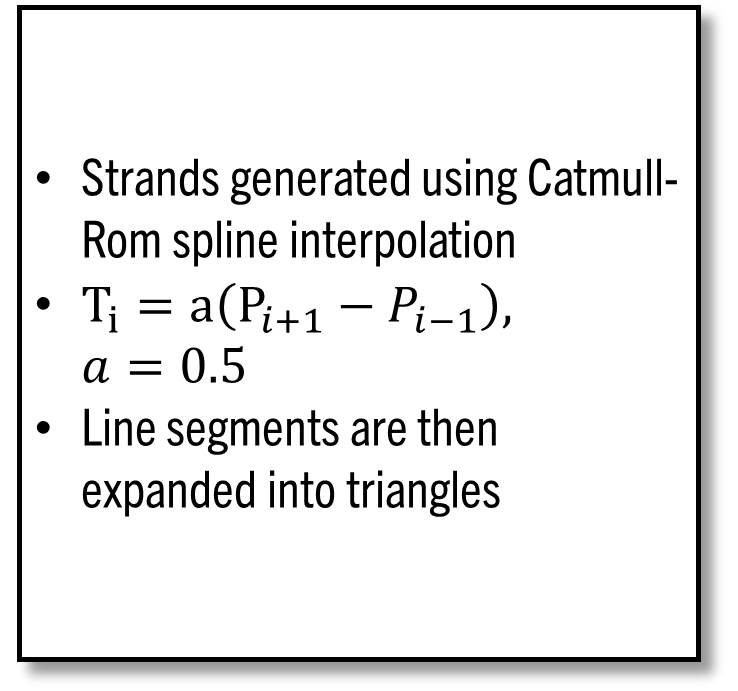 • Strands generated using Catmull-
Rom spline interpolation
• Tᵢ = a(Pᵢ₊₁ − Pᵢ₋₁),
a = 0.5
• Line segments are then
expanded into triangles